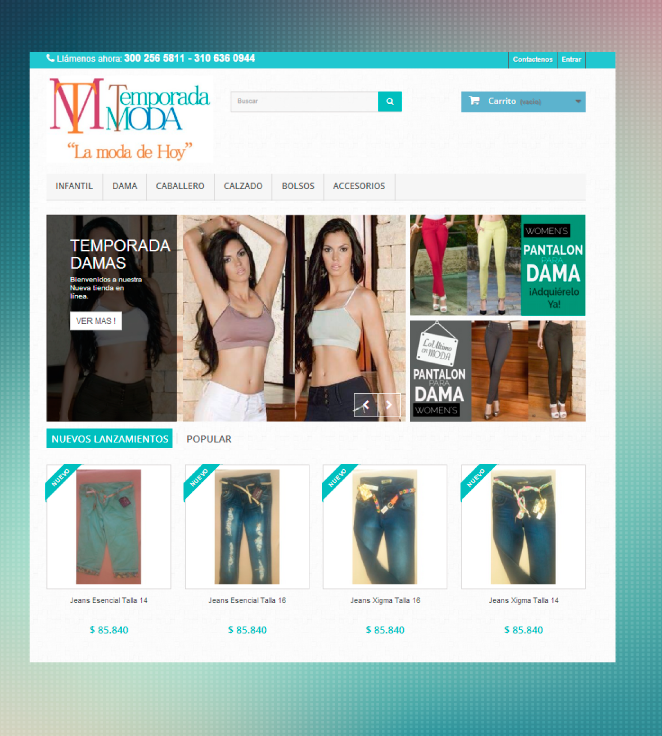 Llámenos ahora: 300 256 5811 - 310 636 0944
Contactenos
Entrar
TM Temporada
MODA
"La moda de Hoy"
Buscar
Carrito (vacío)
INFANTIL
DAMA
CABALLERO
CALZADO
BOLSOS
ACCESORIOS
TEMPORADA
DAMAS
Bienvenidos a nuestra
Nueva tienda en
línea.
VER MAS !
WOMEN'S
PANTALON
PARA
DAMA
¡Adquiérelo
Ya!
Lo Último
en MODA
PANTALON
PARA
DAMA
WOMEN'S
NUEVOS LANZAMIENTOS
POPULAR
NUEVO
NUEVO
NUEVO
NUEVO
Jeans Esencial Talla 14
Jeans Esencial Talla 16
Jeans Xigma Talla 16
Jeans Xigma Talla 14
$ 85.840
$ 85.840
$ 85.840
$ 85.840